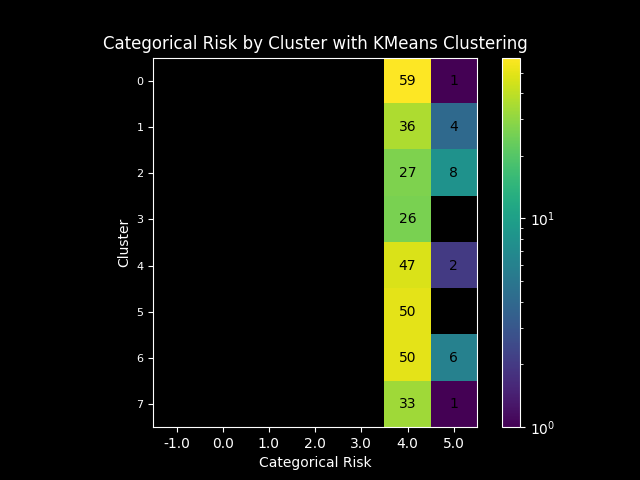 Categorical Risk by Cluster with KMeans Clustering
0 59 1
1 36 4
2 27 8
3 26
4 47 2
5 50
6 50 6
7 33 1
Cluster
-1.0 0.0 1.0 2.0 3.0 4.0 5.0
Categorical Risk
10¹
10⁰